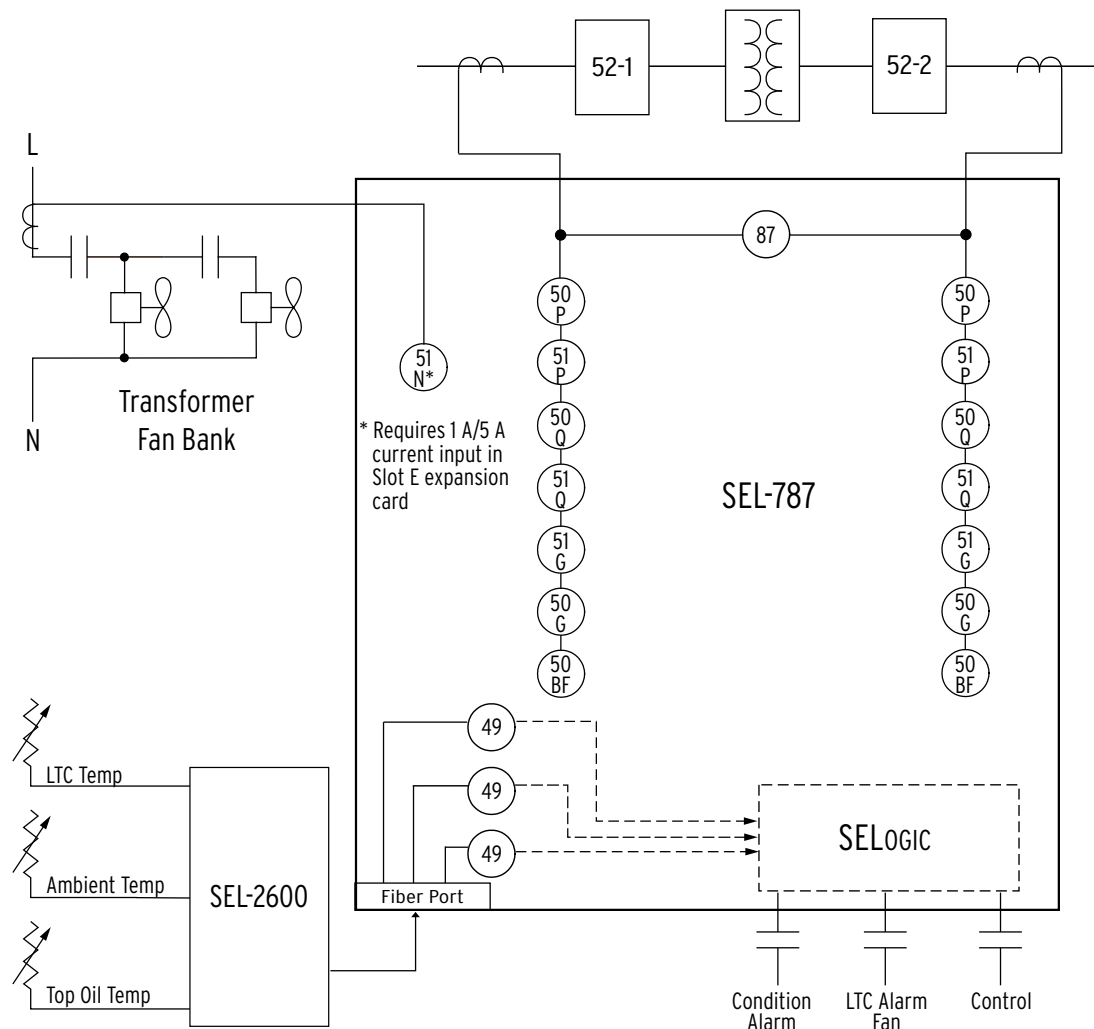 52-1
52-2
L
87
50
P
50
P
51
N*
51
P
51
P
Transformer
Fan Bank
N
* Requires 1 A/5 A
current input in
Slot E expansion
card
50
Q
50
Q
51
Q
SEL-787
51
Q
51
G
51
G
50
G
50
G
50
BF
50
BF
49
49
49
LTC Temp
Ambient Temp
Top Oil Temp
SEL-2600
Fiber Port
SELOGIC
Condition
Alarm
LTC Alarm
Fan
Control